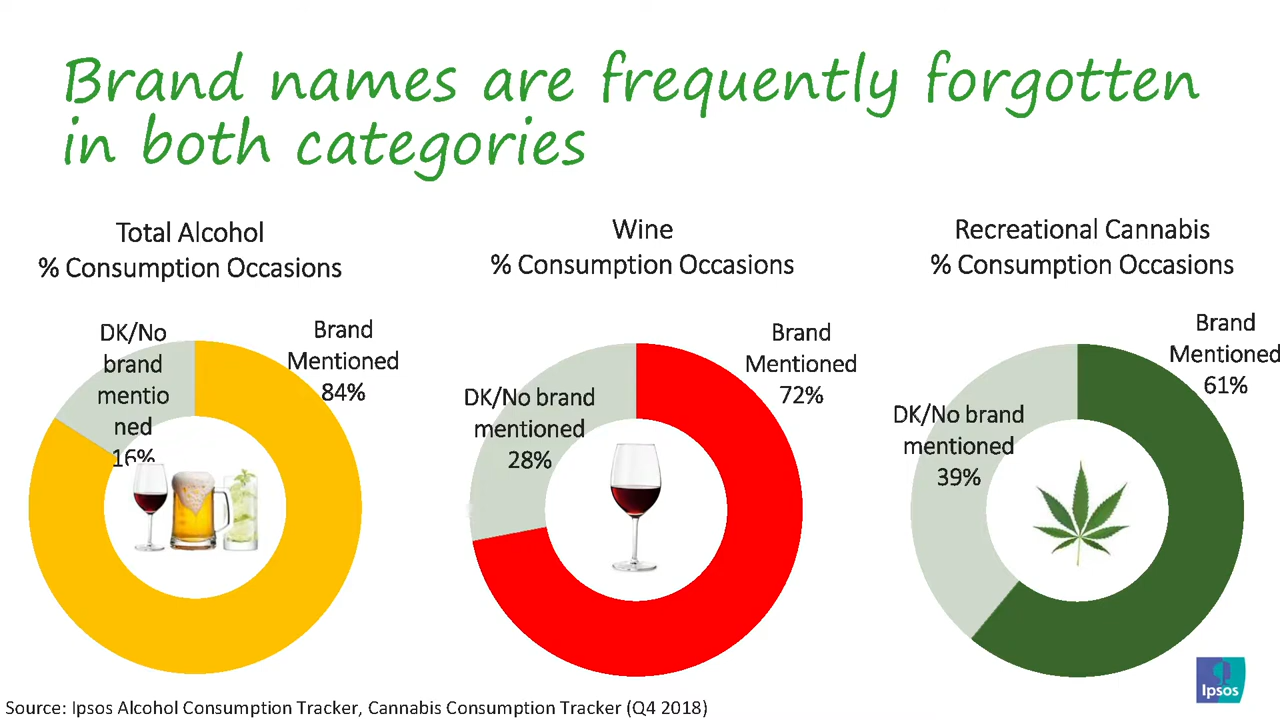 Brand names are frequently forgotten
in both categories
Total Alcohol
% Consumption Occasions
DK/No
brand
mentio
ned
16%
Brand
Mentioned
84%
Wine
% Consumption Occasions
DK/No brand
mentioned
28%
Brand
Mentioned
72%
Recreational Cannabis
% Consumption Occasions
DK/No brand
mentioned
39%
Brand
Mentioned
61%
Ipsos
Source: Ipsos Alcohol Consumption Tracker, Cannabis Consumption Tracker (Q4 2018)